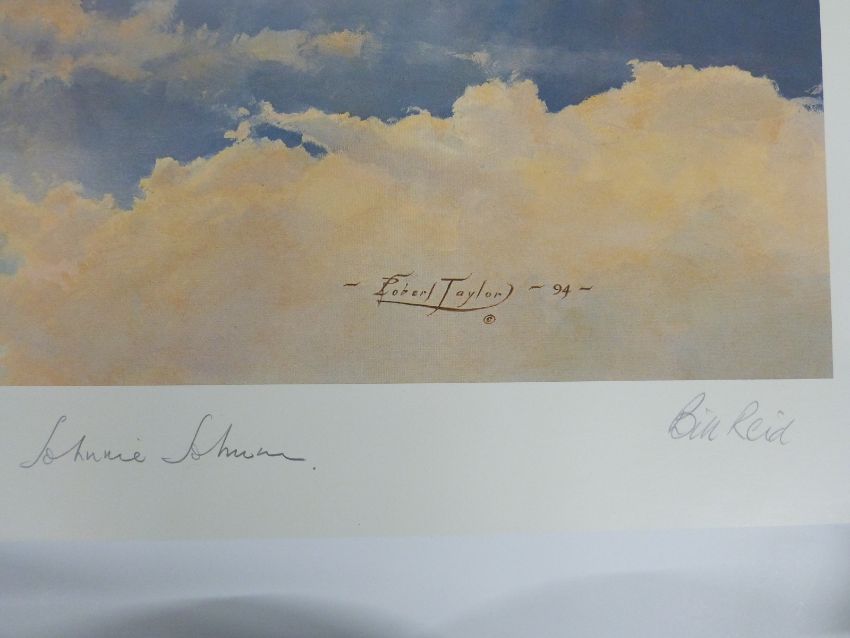 - Robert Taylor - 94 -
©
Johnnie Johnson.
Bill Reid